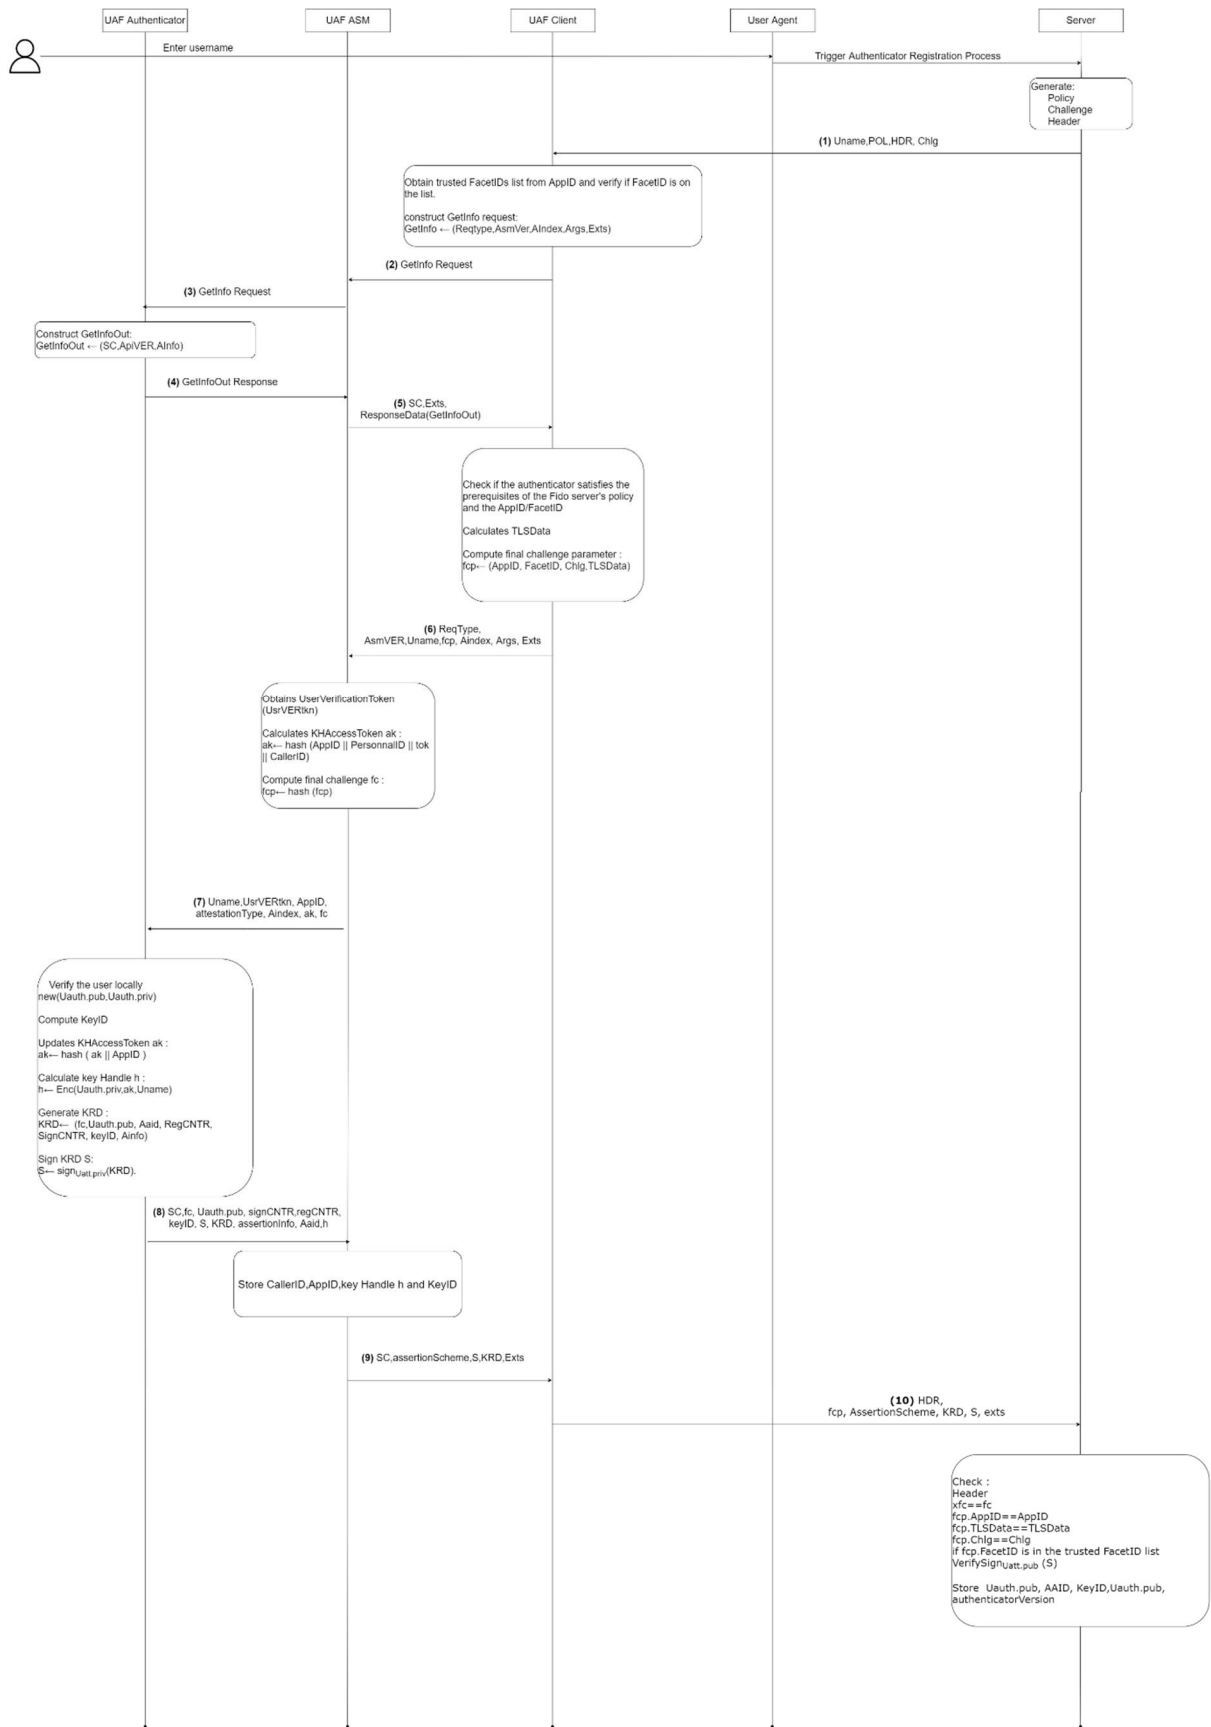 UAF Authenticator
UAF ASM
UAF Client
User Agent
Server
Enter username
Trigger Authenticator Registration Process
Generate:
Policy
Challenge
Header
(1) Uname,POL,HDR, Chlg
Obtain trusted FacetIDs list from AppID and verify if FacetID is on
the list.
construct GetInfo request:
GetInfo ← (Reqtype,AsmVer,AIndex,Args,Exts)
(2) GetInfo Request
(3) GetInfo Request
Construct GetInfoOut:
GetInfoOut ← (SC,ApiVER,AInfo)
(4) GetInfoOut Response
(5) SC,Exts,
ResponseData(GetInfoOut)
Check if the authenticator satisfies the
prerequisites of the Fido server's policy
and the AppID/FacetID
Calculates TLSData
Compute final challenge parameter :
fcp← (AppID, FacetID, Chlg,TLSData)
(6) ReqType,
AsmVER,Uname,fcp, Aindex, Args, Exts
Obtains UserVerificationToken
(UsrVERtkn)
Calculates KHAccessToken ak :
ak← hash (AppID || PersonnalID || tok
|| CallerID)
Compute final challenge fc :
fcp← hash (fcp)
(7) Uname,UsrVERtkn, AppID,
attestationType, Aindex, ak, fc
Verify the user locally
new(Uauth.pub,Uauth.priv)
Compute KeyID
Updates KHAccessToken ak :
ak← hash ( ak || AppID )
Calculate key Handle h :
h← Enc(Uauth.priv,ak,Uname)
Generate KRD :
KRD← (fc,Uauth.pub, Aaid, RegCNTR,
SignCNTR, keyID, Ainfo)
Sign KRD S:
S← signUatt.priv(KRD).
(8) SC,fc, Uauth.pub, signCNTR,regCNTR,
keyID, S, KRD, assertionInfo, Aaid,h
Store CallerID,AppID,key Handle h and KeyID
(9) SC,assertionScheme,S,KRD,Exts
(10) HDR,
fcp, AssertionScheme, KRD, S, exts
Check :
Header
xfc==fc
fcp.AppID==AppID
fcp.TLSData==TLSData
fcp.Chlg==Chlg
if fcp.FacetID is in the trusted FacetID list
VerifySignUatt.pub (S)
Store Uauth.pub, AAID, KeyID,Uauth.pub,
authenticatorVersion